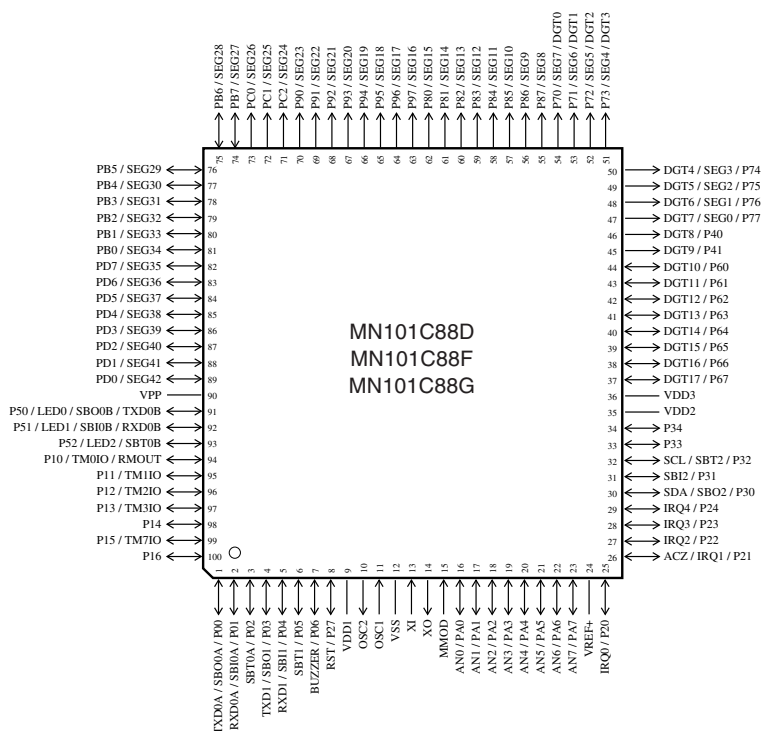 PB6 / SEG28
PB7 / SEG27
PC0 / SEG26
PC1 / SEG25
PC2 / SEG24
P90 / SEG23
P91 / SEG22
P92 / SEG21
P93 / SEG20
P94 / SEG19
P95 / SEG18
P96 / SEG17
P97 / SEG16
P80 / SEG15
P81 / SEG14
P82 / SEG13
P83 / SEG12
P84 / SEG11
P85 / SEG10
P86 / SEG9
P87 / SEG8
P70 / SEG7 / DGT0
P71 / SEG6 / DGT1
P72 / SEG5 / DGT2
P73 / SEG4 / DGT3
75 74 73 72 71 70 69 68 67 66 65 64 63 62 61 60 59 58 57 56 55 54 53 52 51
PB5 / SEG29 76
PB4 / SEG30 77
PB3 / SEG31 78
PB2 / SEG32 79
PB1 / SEG33 80
PB0 / SEG34 81
PD7 / SEG35 82
PD6 / SEG36 83
PD5 / SEG37 84
PD4 / SEG38 85
PD3 / SEG39 86
PD2 / SEG40 87
PD1 / SEG41 88
PD0 / SEG42 89
VPP 90
P50 / LED0 / SBO0B / TXD0B 91
P51 / LED1 / SBI0B / RXD0B 92
P52 / LED2 / SBT0B 93
P10 / TM0IO / RMOUT 94
P11 / TM1IO 95
P12 / TM2IO 96
P13 / TM3IO 97
P14 98
P15 / TM7IO 99
P16 100
MN101C88D
MN101C88F
MN101C88G
50 DGT4 / SEG3 / P74
49 DGT5 / SEG2 / P75
48 DGT6 / SEG1 / P76
47 DGT7 / SEG0 / P77
46 DGT8 / P40
45 DGT9 / P41
44 DGT10 / P60
43 DGT11 / P61
42 DGT12 / P62
41 DGT13 / P63
40 DGT14 / P64
39 DGT15 / P65
38 DGT16 / P66
37 DGT17 / P67
36 VDD3
35 VDD2
34 P34
33 P33
32 SCL / SBT2 / P32
31 SBI2 / P31
30 SDA / SBO2 / P30
29 IRQ4 / P24
28 IRQ3 / P23
27 IRQ2 / P22
26 ACZ / IRQ1 / P21
1 2 3 4 5 6 7 8 9 10 11 12 13 14 15 16 17 18 19 20 21 22 23 24 25
TXD0A / SBO0A / P00
RXD0A / SBI0A / P01
SBT0A / P02
TXD1 / SBO1 / P03
RXD1 / SBI1 / P04
SBT1 / P05
BUZZER / P06
RST / P27
VDD1
OSC2
OSC1
VSS
XI
XO
MMOD
AN0 / PA0
AN1 / PA1
AN2 / PA2
AN3 / PA3
AN4 / PA4
AN5 / PA5
AN6 / PA6
AN7 / PA7
VREF+
IRQ0 / P20